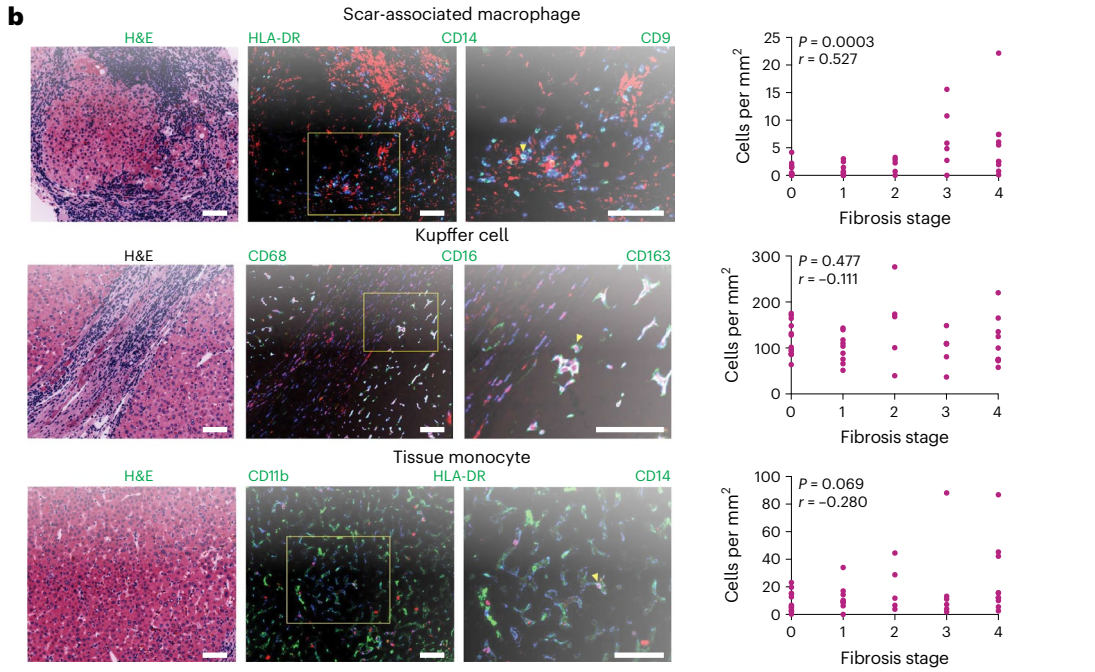 b
Scar-associated macrophage
H&E HLA-DR CD14 CD9
P = 0.0003
r = 0.527
Cells per mm2
25
20
15
10
5
0
0 1 2 3 4
Fibrosis stage
Kupffer cell
H&E CD68 CD16 CD163
P = 0.477
r = –0.111
Cells per mm2
300
200
100
0
0 1 2 3 4
Fibrosis stage
Tissue monocyte
H&E CD11b HLA-DR CD14
P = 0.069
r = –0.280
Cells per mm2
100
80
60
40
20
0
0 1 2 3 4
Fibrosis stage